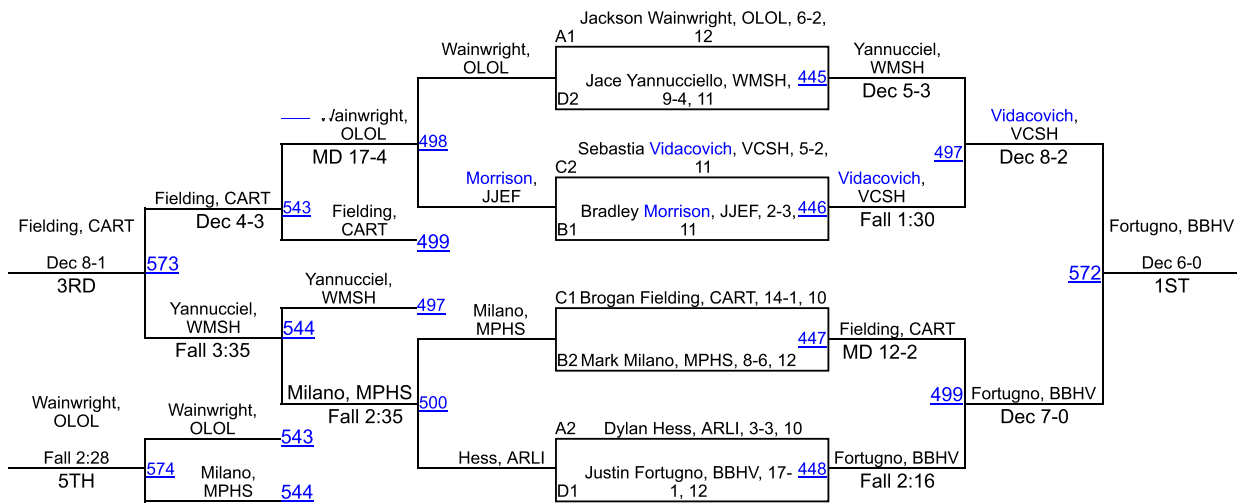 Jackson Wainwright, OLOL, 6-2,
12
A1
Jace Yannucciello, WMSH,
9-4, 11
D2
445
Sebastia Vidacovich, VCSH, 5-2,
11
C2
Bradley Morrison, JJEF, 2-3,
11
B1
446
C1 Brogan Fielding, CART, 14-1, 10
447
B2 Mark Milano, MPHS, 8-6, 12
A2
Dylan Hess, ARLI, 3-3, 10
Justin Fortugno, BBHV, 17-
1, 12
D1
448
Yannucciel,
WMSH
Dec 5-3
Vidacovich,
VCSH
Fall 1:30
Fielding, CART
MD 12-2
Fortugno, BBHV
Fall 2:16
497
499
Vidacovich,
VCSH
Dec 8-2
Fortugno, BBHV
Dec 7-0
572
Fortugno, BBHV
Dec 6-0
1ST
Wainwright,
OLOL
Morrison,
JJEF
498
Milano,
MPHS
Hess, ARLI
500
OLOL
MD 17-4
Fielding,
CART
499
543
Yannucciel,
WMSH
497
Milano, MPHS
Fall 2:35
544
Fielding, CART
Dec 4-3
Yannucciel,
WMSH
Fall 3:35
573
Fielding, CART
Dec 8-1
3RD
Wainwright,
OLOL
543
Milano,
MPHS
544
574
Wainwright,
OLOL
Fall 2:28
5TH